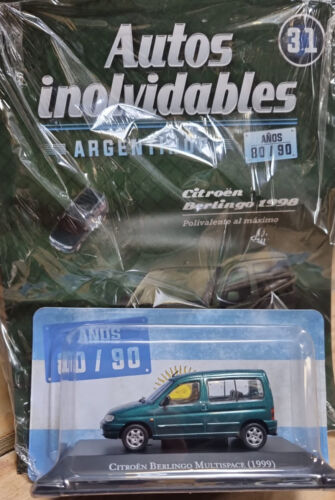 31
Autos
inolvidables
ARGENTINOS
AÑOS
80/90
Citroën
Berlingo 1998
Polivalente al máximo
AÑOS
80/90
CITROËN BERLINGO MULTISPACE (1999)